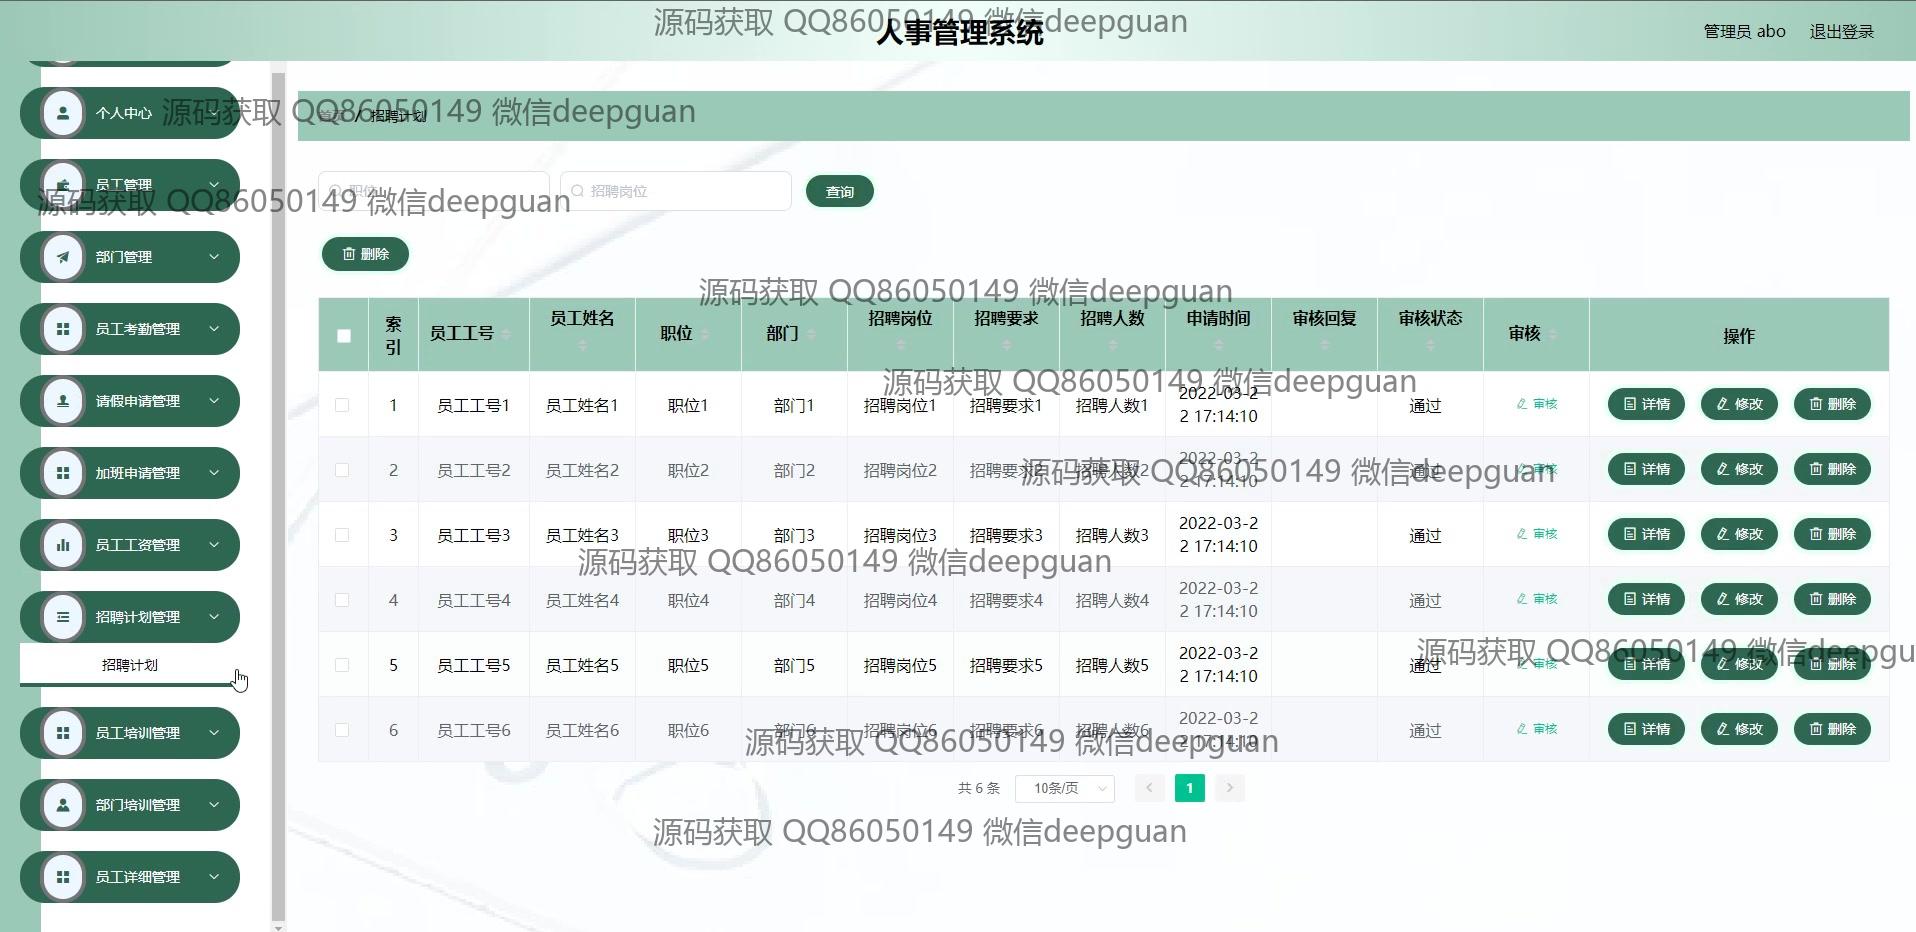 源码获取 QQ86050149 微信deepguan
人事管理系统
管理员 abo 退出登录
个人中心
源码获取 QQ86050149 微信deepguan
首页 / 招聘计划
员工管理
源码获取 QQ86050149 微信deepguan
职位
招聘岗位
查询
部门管理
删除
源码获取 QQ86050149 微信deepguan
索引 员工工号 员工姓名 职位 部门 招聘岗位 招聘要求 招聘人数 申请时间 审核回复 审核状态 审核 操作
员工考勤管理
源码获取 QQ86050149 微信deepguan
1 员工工号1 员工姓名1 职位1 部门1 招聘岗位1 招聘要求1 招聘人数1 2022-03-22 17:14:10 通过 审核 详情 修改 删除
请假申请管理
2 员工工号2 员工姓名2 职位2 部门2 招聘岗位2 招聘要求2 招聘人数2 2022-03-22 17:14:10 通过 审核 详情 修改 删除
源码获取 QQ86050149 微信deepguan
加班申请管理
3 员工工号3 员工姓名3 职位3 部门3 招聘岗位3 招聘要求3 招聘人数3 2022-03-22 17:14:10 通过 审核 详情 修改 删除
员工工资管理
源码获取 QQ86050149 微信deepguan
4 员工工号4 员工姓名4 职位4 部门4 招聘岗位4 招聘要求4 招聘人数4 2022-03-22 17:14:10 通过 审核 详情 修改 删除
招聘计划管理
招聘计划
源码获取 QQ86050149 微信deepgu
5 员工工号5 员工姓名5 职位5 部门5 招聘岗位5 招聘要求5 招聘人数5 2022-03-22 17:14:10 通过 审核 详情 修改 删除
员工培训管理
6 员工工号6 员工姓名6 职位6 部门6 招聘岗位6 招聘要求6 招聘人数6 2022-03-22 17:14:10 通过 审核 详情 修改 删除
源码获取 QQ86050149 微信deepguan
共 6 条 10条/页 1
部门培训管理
源码获取 QQ86050149 微信deepguan
员工详细管理